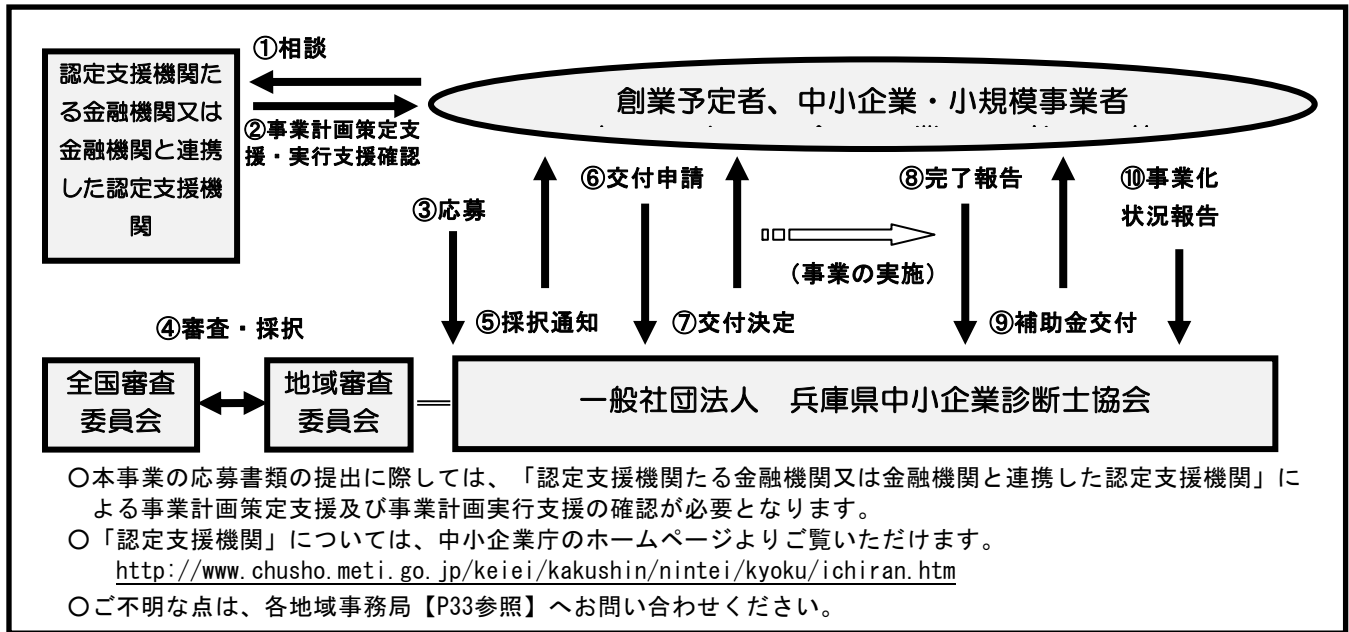 ①相談
認定支援機関た
る金融機関又は
金融機関と連携
した認定支援機
関
②事業計画策定支
援・実行支援確認
創業予定者、中小企業・小規模事業者
③応募
⑥交付申請
⑧完了報告
⑩事業化
状況報告
(事業の実施)
④審査・採択
⑤採択通知
⑦交付決定
⑨補助金交付
全国審査
委員会
地域審査
委員会
一般社団法人 兵庫県中小企業診断士協会
○本事業の応募書類の提出に際しては、「認定支援機関たる金融機関又は金融機関と連携した認定支援機関」に
よる事業計画策定支援及び事業計画実行支援の確認が必要となります。
○「認定支援機関」については、中小企業庁のホームページよりご覧いただけます。
http://www.chusho.meti.go.jp/keiei/kakushin/nintei/kyoku/ichiran.htm
○ご不明な点は、各地域事務局【P33参照】へお問い合わせください。